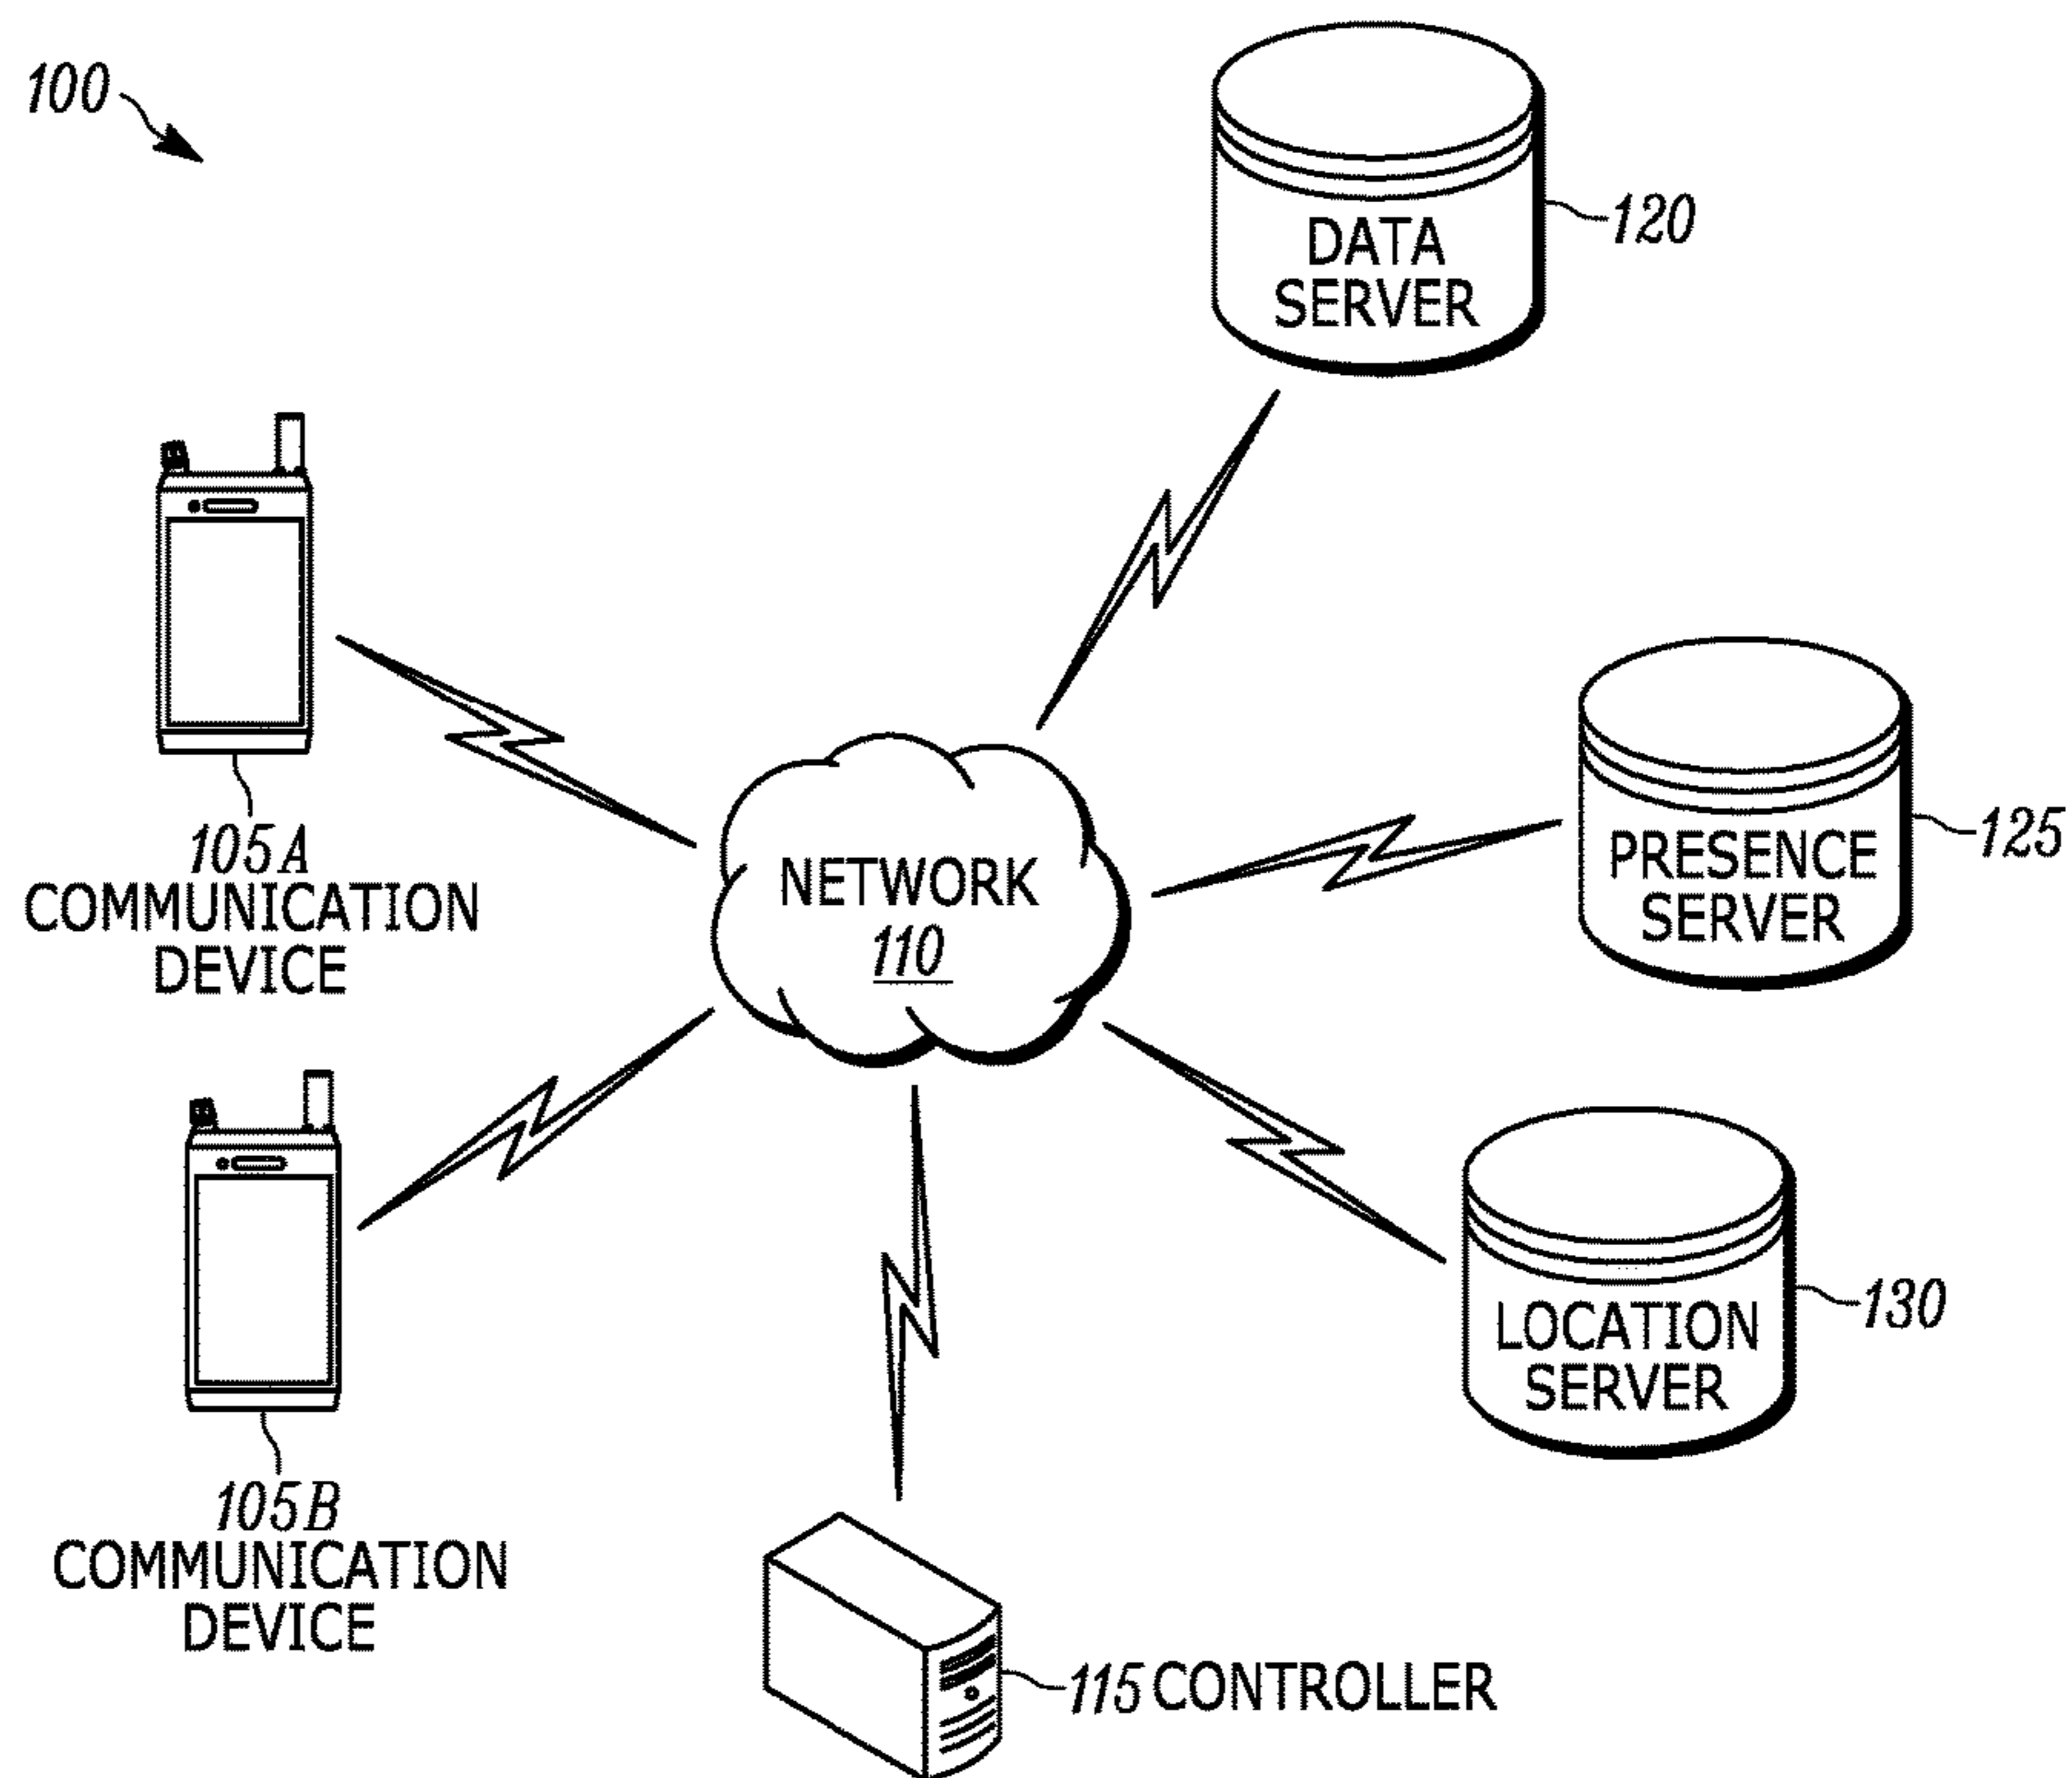 100
DATA
SERVER
120
105A
COMMUNICATION
DEVICE
NETWORK
110
PRESENCE
SERVER
125
LOCATION
SERVER
130
105B
COMMUNICATION
DEVICE
115 CONTROLLER